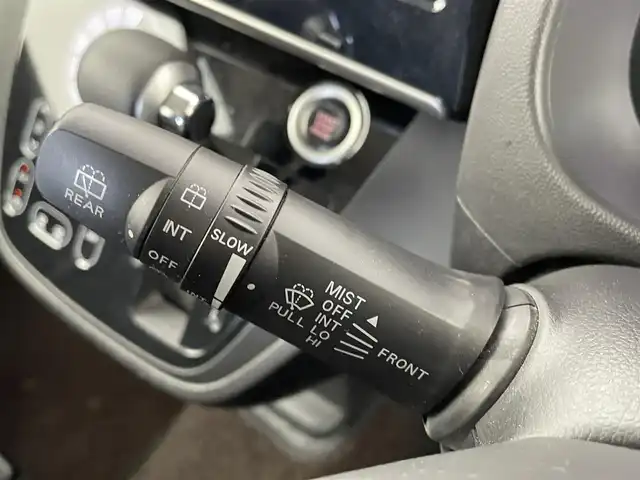 REAR
INT
OFF
SLOW
MIST
OFF
INT
PULL LO
HI
FRONT